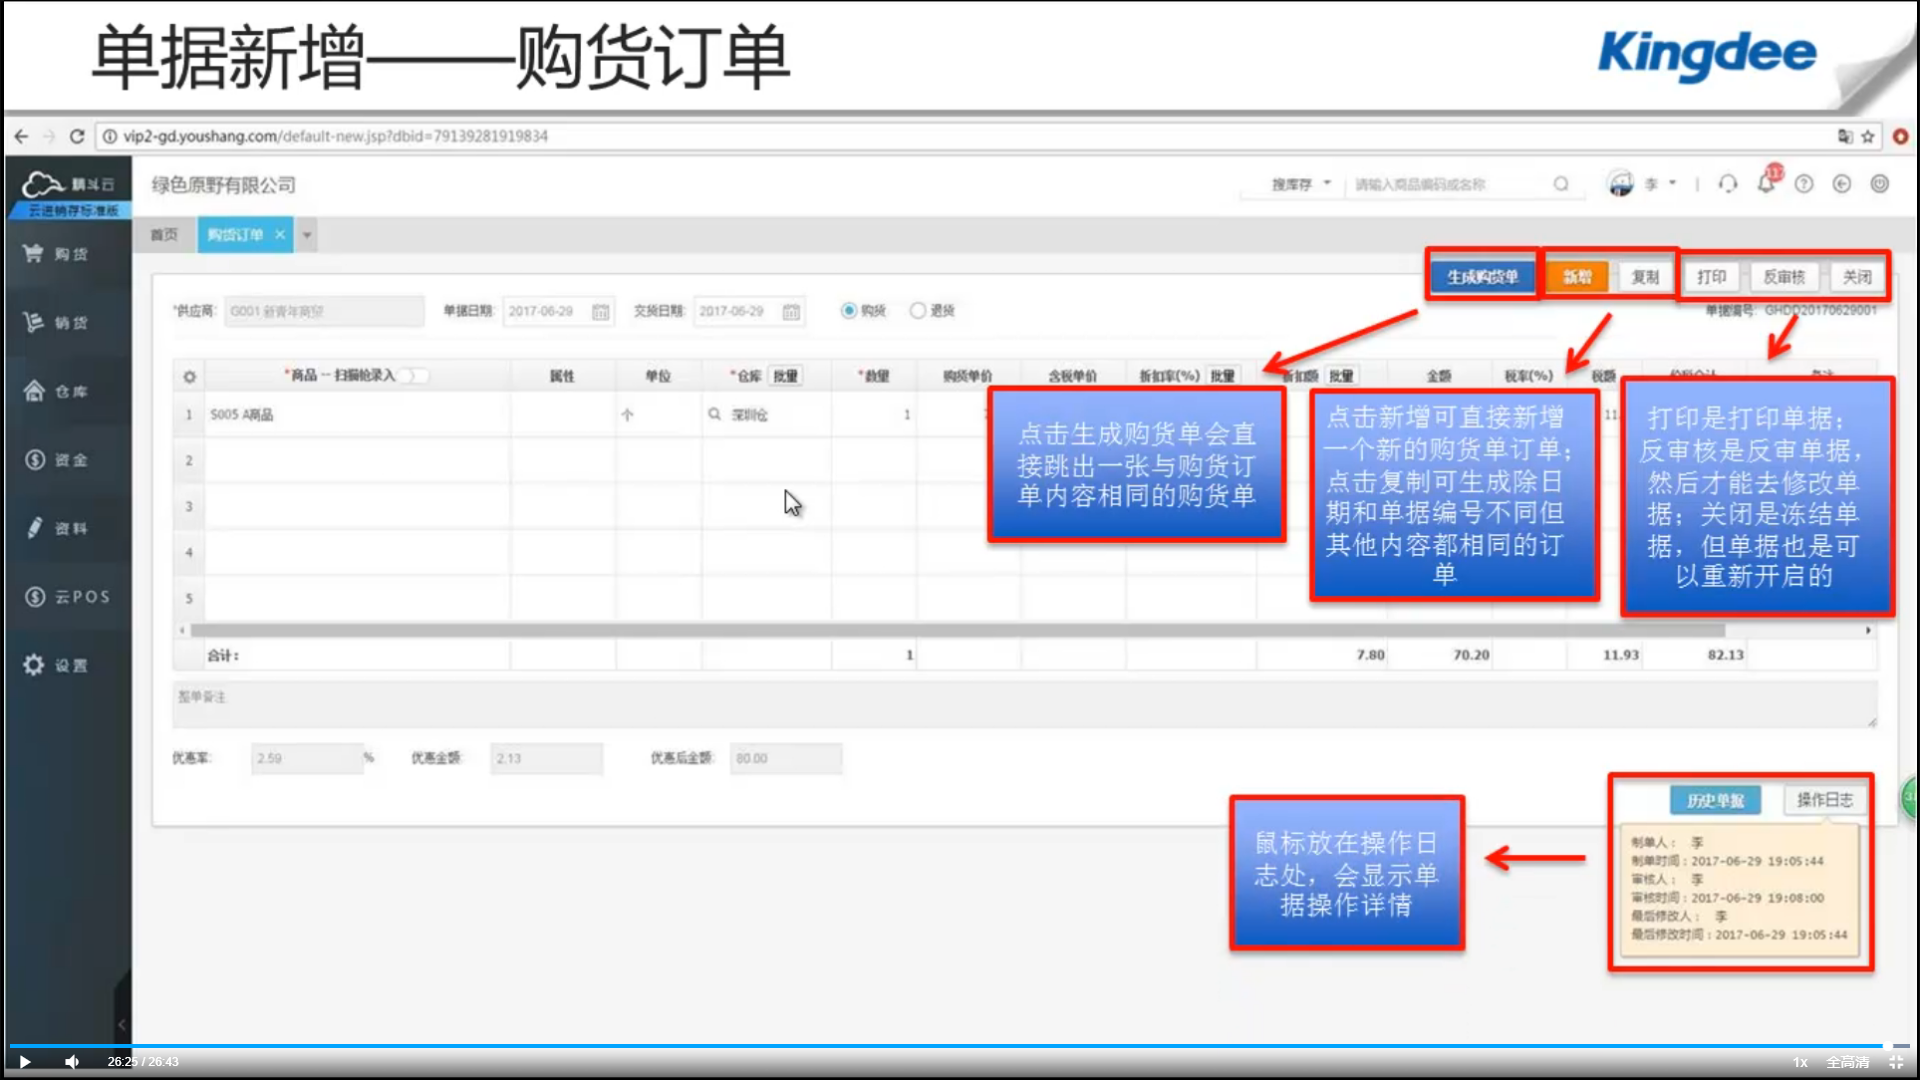 单据新增——购货订单
Kingdee
vip2-gd.youshang.com/default-new.jsp?dbid=79139281919834
精斗云
云进销存标准版
绿色原野有限公司
搜库存
请输入商品编码或名称
李
首页
购货订单
购货
销货
仓库
资金
资料
云POS
设置
生成购货单
新增
复制
打印
反审核
关闭
*供应商:
G001 新青年商贸
单据日期:
2017-06-29
交货日期:
2017-06-29
购货
退货
单据编号: GHDD20170629001
*商品 -- 扫描枪录入
属性
单位
*仓库 批量
*数量
购货单价
含税单价
折扣率(%) 批量
折扣额 批量
金额
税率(%)
税额
1 S005 A商品 个 深圳仓 1
2
3
4
5
合计: 1 7.80 70.20 11.93 82.13
点击生成购货单会直
接跳出一张与购货订
单内容相同的购货单
点击新增可直接新增
一个新的购货单订单;
点击复制可生成除日
期和单据编号不同但
其他内容都相同的订
单
打印是打印单据;
反审核是反审单据,
然后才能去修改单
据; 关闭是冻结单
据, 但单据也是可
以重新开启的
整单备注
优惠率: 2.59 %
优惠金额: 2.13
优惠后金额: 80.00
历史单据
操作日志
鼠标放在操作日
志处, 会显示单
据操作详情
制单人: 李
制单时间: 2017-06-29 19:05:44
审核人: 李
审核时间: 2017-06-29 19:08:00
最后修改人: 李
最后修改时间: 2017-06-29 19:05:44
26:25 / 26:43
1x
全高清